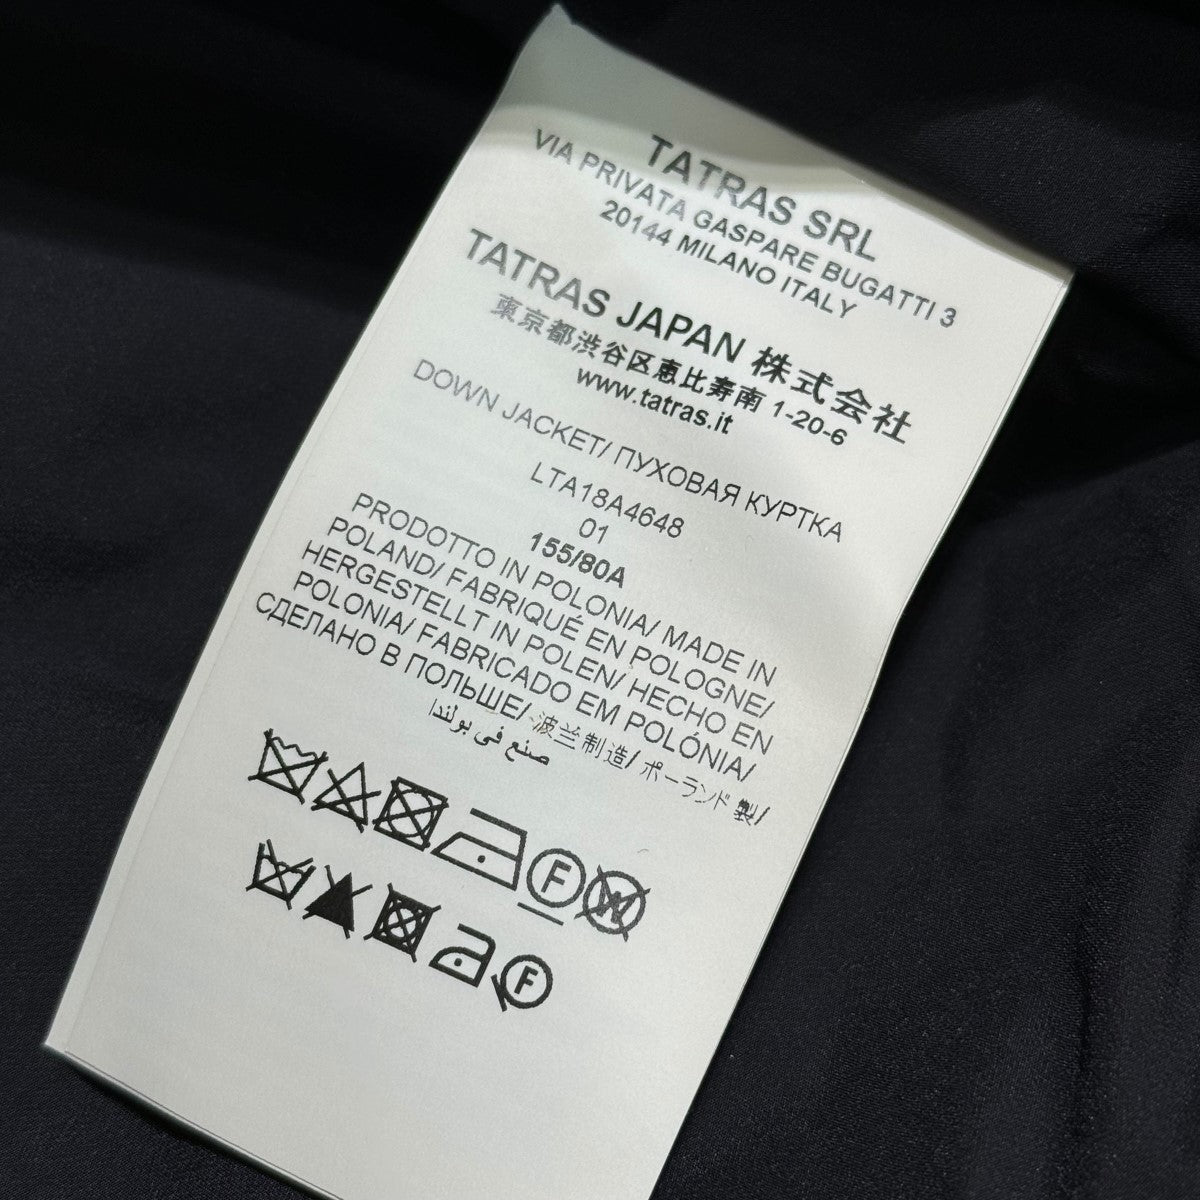 TATRAS SRL
VIA PRIVATA GASPARE BUGATTI 3
20144 MILANO ITALY
TATRAS JAPAN 株式会社
東京都渋谷区恵比寿南 1-20-6
www.tatras.it
DOWN JACKET/ ПУХОВАЯ КУРТКА
LTA18A4648
01
155/80A
PRODOTTO IN POLONIA/ MADE IN
POLAND/ FABRIQUÉ EN POLOGNE/
HERGESTELLT IN POLEN/ HECHO EN
POLONIA/ FABRICADO EM POLÓNIA/
СДЕЛАНО В ПОЛЬШЕ/ 波兰制造/ ポーランド製/
صنع في بولندا
F W
F